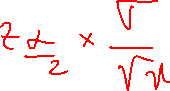 z α/2 × √ / √n